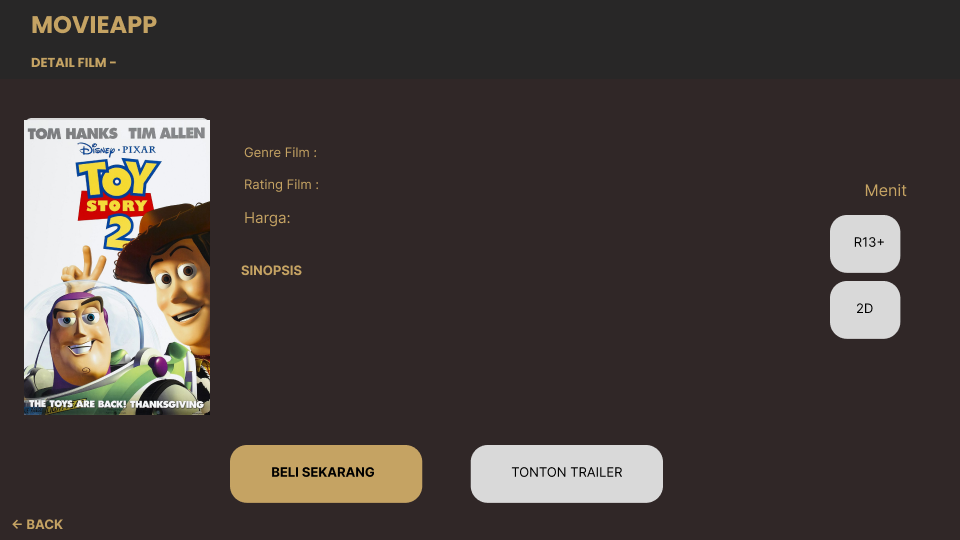 MOVIEAPP
DETAIL FILM -
TOM HANKS TIM ALLEN
Disney · PIXAR
TOY
STORY
2
THE TOYS ARE BACK! THANKSGIVING
Genre Film :
Rating Film :
Harga:
SINOPSIS
Menit
R13+
2D
BELI SEKARANG
TONTON TRAILER
← BACK